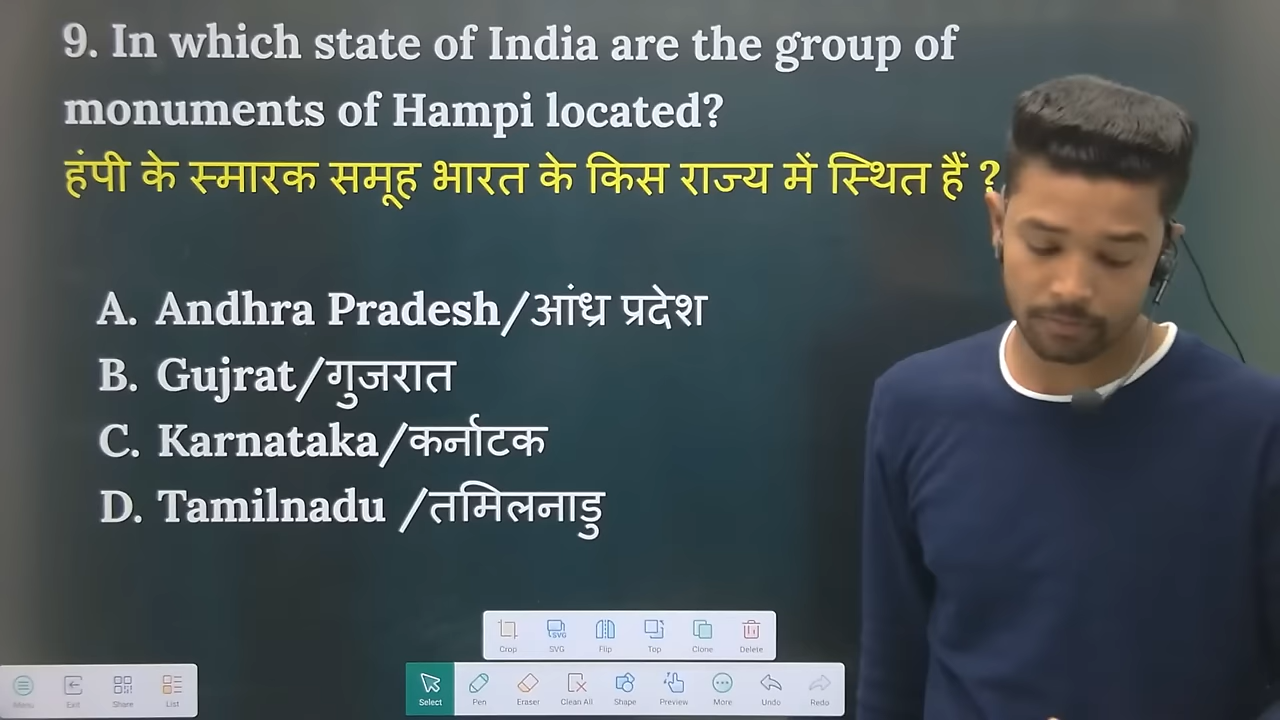 9. In which state of India are the group of
monuments of Hampi located?
हंपी के स्मारक समूह भारत के किस राज्य में स्थित हैं ?
A. Andhra Pradesh/आंध्र प्रदेश
B. Gujrat/गुजरात
C. Karnataka/कर्नाटक
D. Tamilnadu /तमिलनाडु
Crop SVG Flip Top Clone Delete
Menu Exit Share List Select Pen Eraser Clean All Shape Preview More Undo Redo